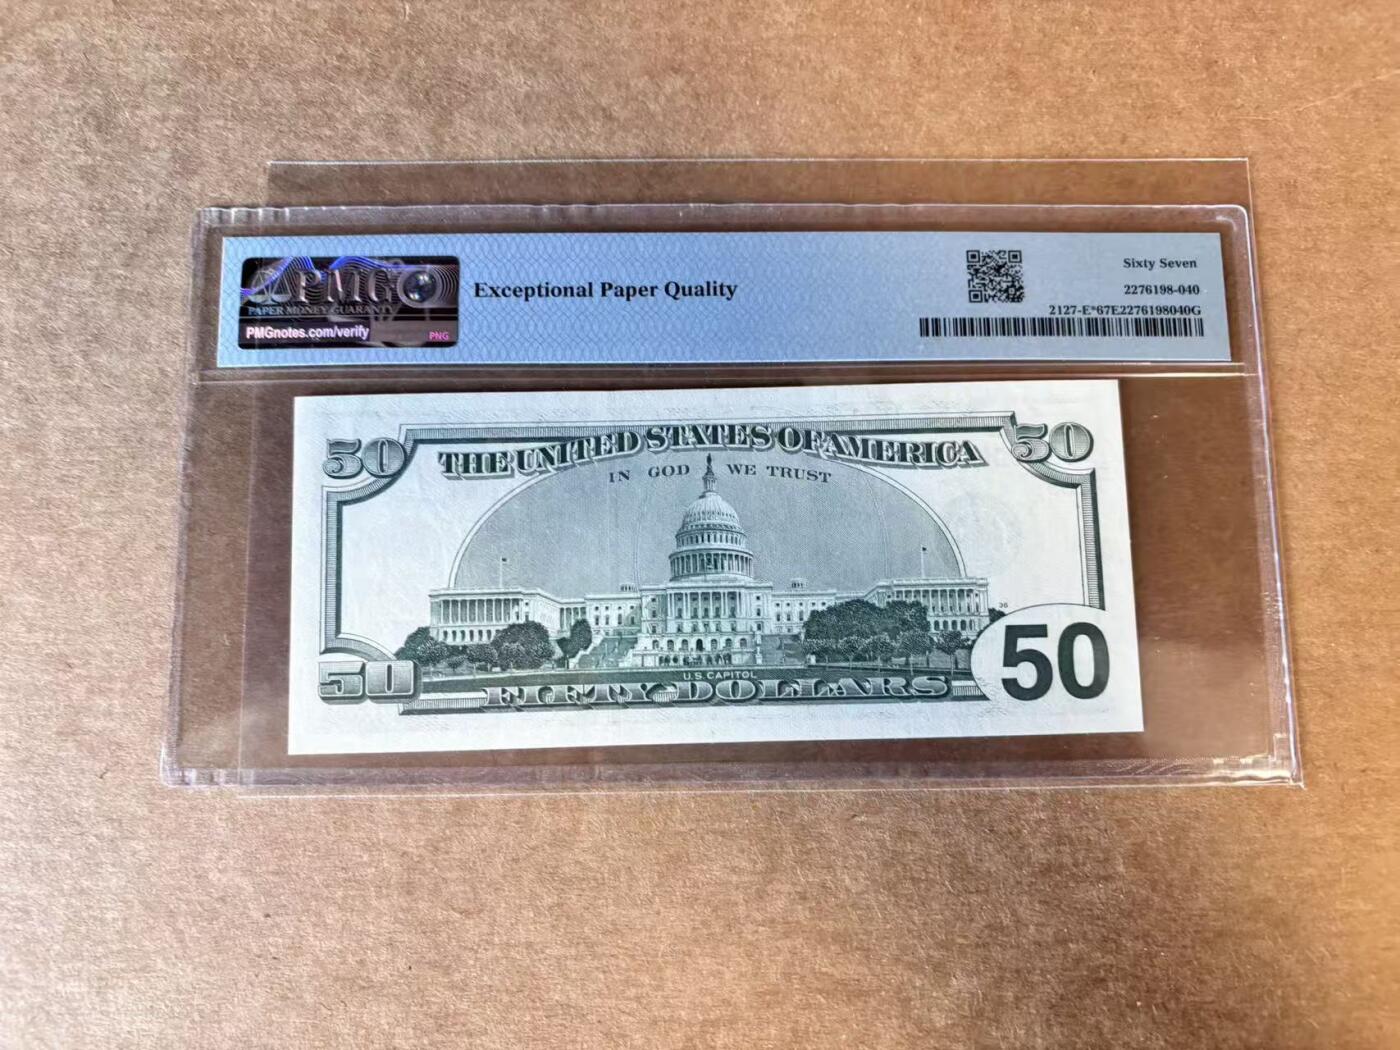 PMG
PAPER MONEY GUARANTY
PMGnotes.com/verify
PNG
Exceptional Paper Quality
Sixty Seven
2276198-040
2127-E*67E2276198040G
50
THE UNITED STATES OF AMERICA
50
IN GOD WE TRUST
36
50
U.S. CAPITOL
FIFTY DOLLARS
50